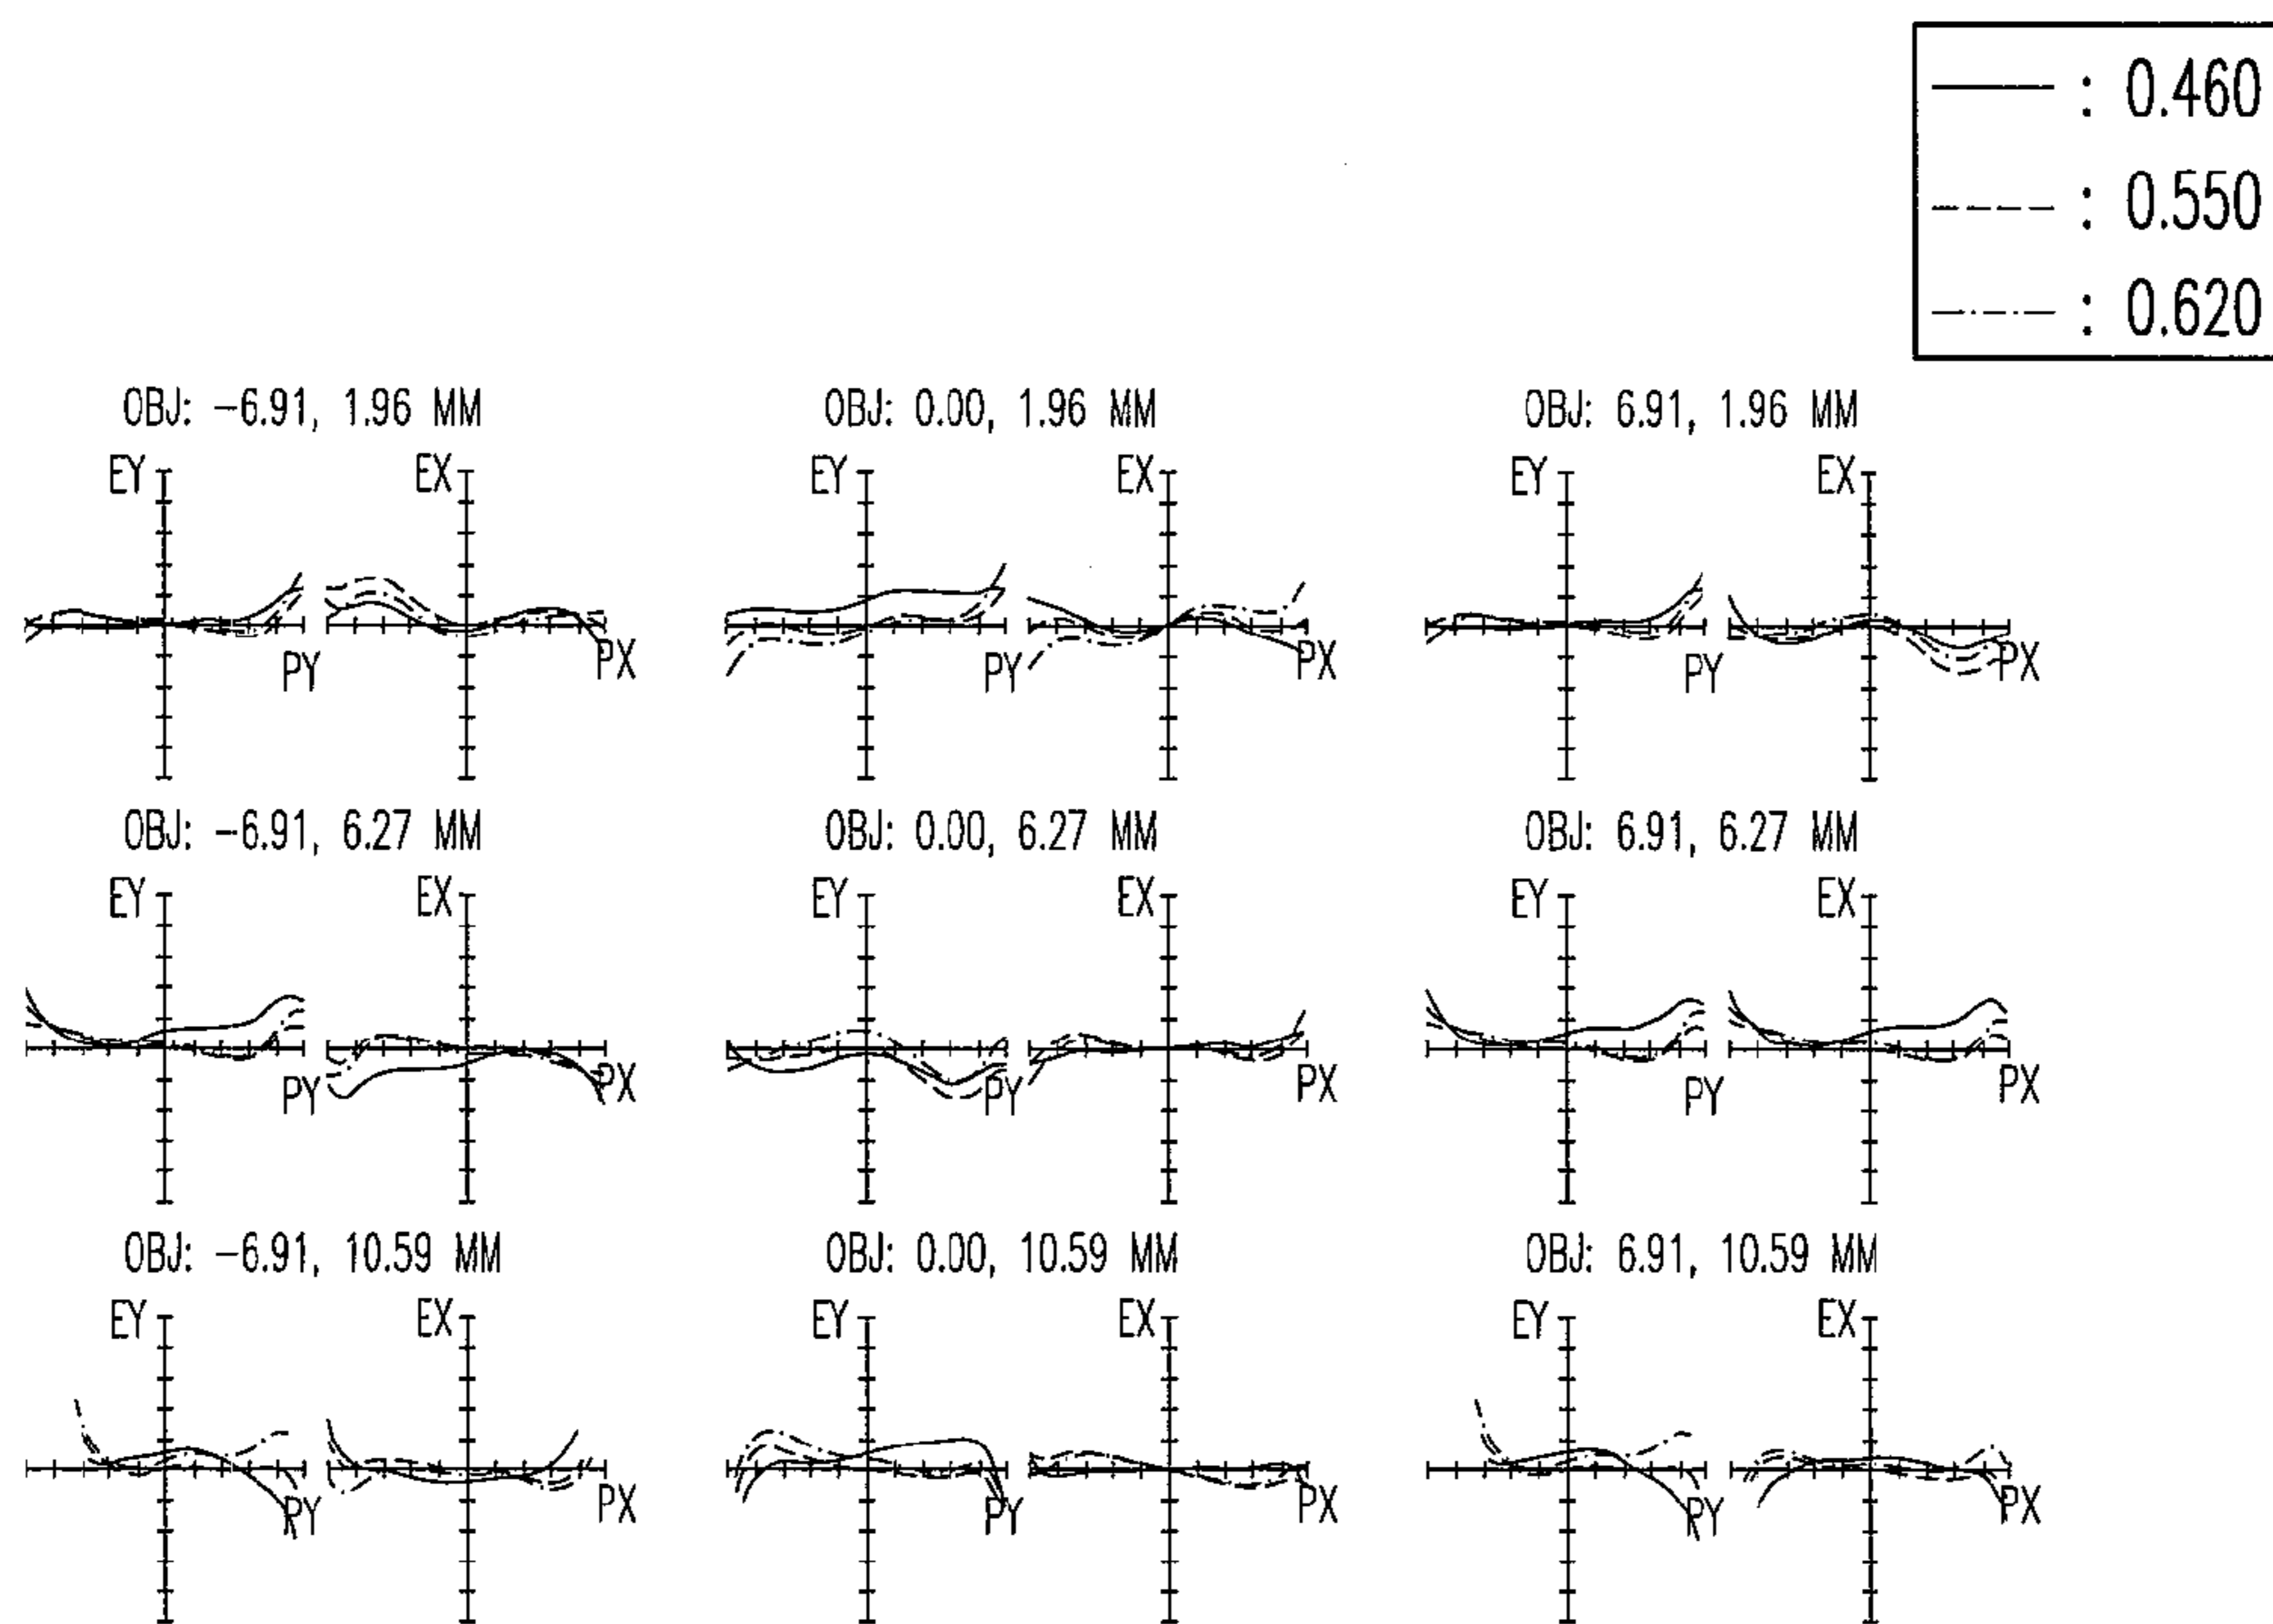 : 0.460
: 0.550
: 0.620
OBJ: −6.91, 1.96 MM
OBJ: 0.00, 1.96 MM
OBJ: 6.91, 1.96 MM
EY EX EY EX EY EX
PY PX PY PX PY PX
OBJ: −6.91, 6.27 MM
OBJ: 0.00, 6.27 MM
OBJ: 6.91, 6.27 MM
EY EX EY EX EY EX
PY PX PY PX PY PX
OBJ: −6.91, 10.59 MM
OBJ: 0.00, 10.59 MM
OBJ: 6.91, 10.59 MM
EY EX EY EX EY EX
PY PX PY PX PY PX